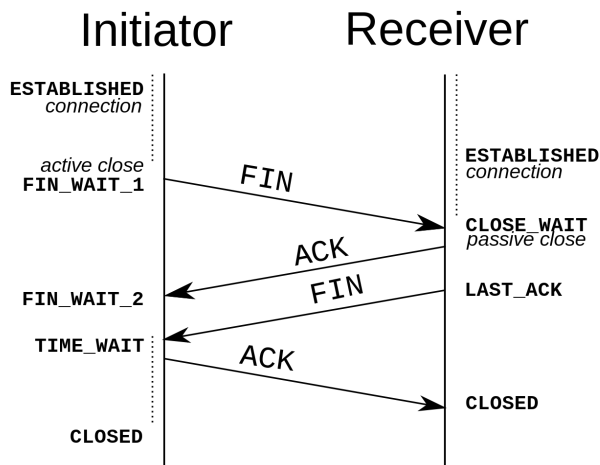 Initiator
Receiver
ESTABLISHED
connection
ESTABLISHED
connection
active close
FIN_WAIT_1
FIN
CLOSE_WAIT
passive close
ACK
FIN
FIN_WAIT_2
LAST_ACK
TIME_WAIT
ACK
CLOSED
CLOSED